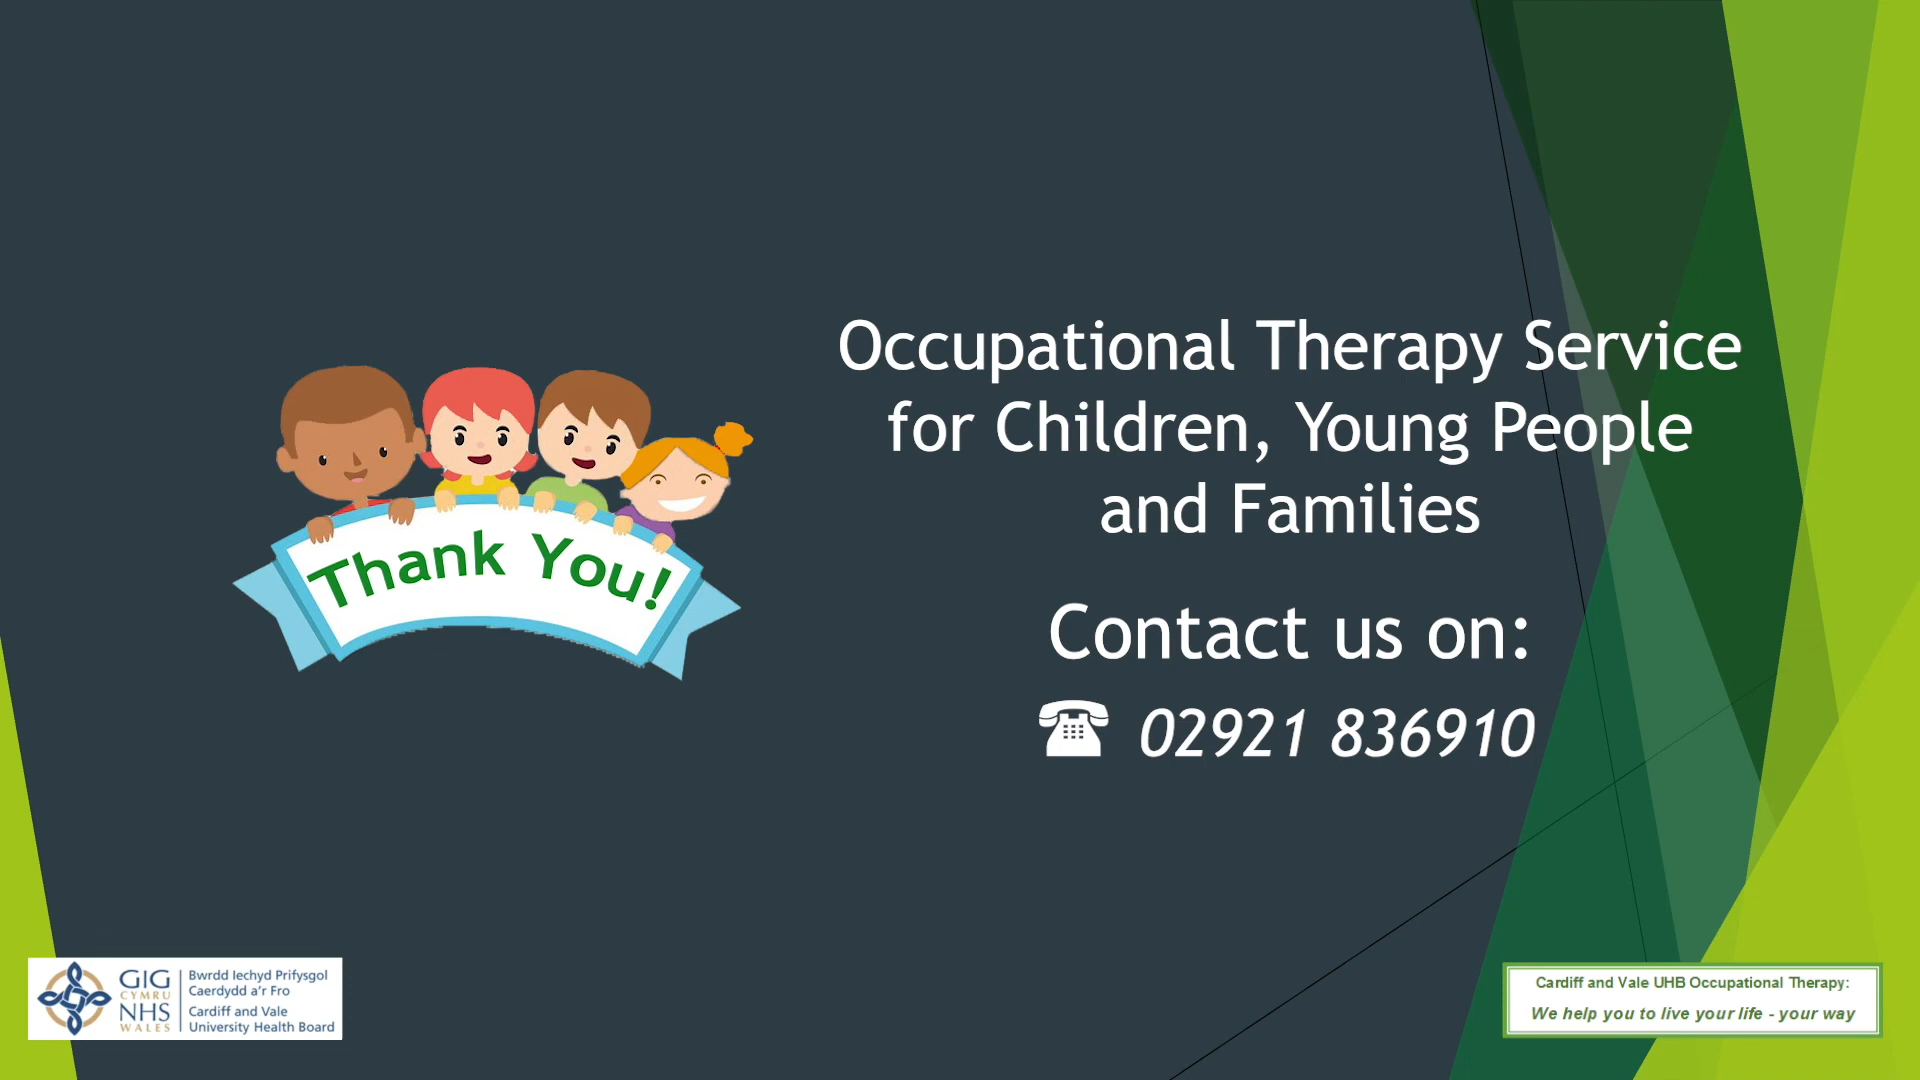 Thank You!
Occupational Therapy Service
for Children, Young People
and Families
Contact us on:
☎ 02921 836910
GIG
CYMRU
NHS
WALES
Bwrdd Iechyd Prifysgol
Caerdydd a'r Fro
Cardiff and Vale
University Health Board
Cardiff and Vale UHB Occupational Therapy:
We help you to live your life - your way